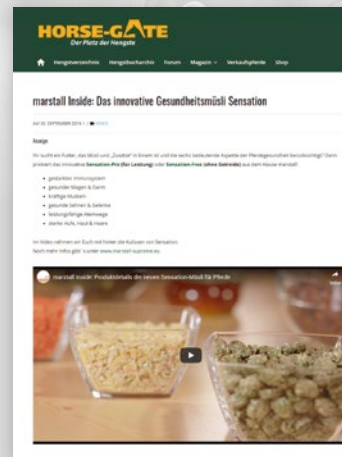 HORSE-GATE
Der Platz der Hengste
Hengstverzeichnis Hengstbucharchiv Forum Magazin Verkaufspferde Shop
marstall Inside: Das innovative Gesundheitsmüsli Sensation
Anzeige
Ihr sucht ein Futter, das Müsli und „Zusätze“ in Einem ist und die sechs bedeutende Aspekte der Pferdegesundheit berücksichtigt? Dann
probiert das innovative Sensation-Pro (für Leistung) oder Sensation-Free (ohne Getreide) aus dem Hause marstall!
gestärktes Immunsystem
gesunder Magen & Darm
kräftige Muskeln
gesunde Sehnen & Gelenke
leistungsfähige Atemwege
starke Hufe, Haut & Haare
Im Video nehmen wir Euch mit hinter die Kulissen von Sensation.
Noch mehr Infos gibt´s unter www.marstall-supreme.eu
marstall Inside: Produktdetails der neuen Sensation-Müsli für Pferde